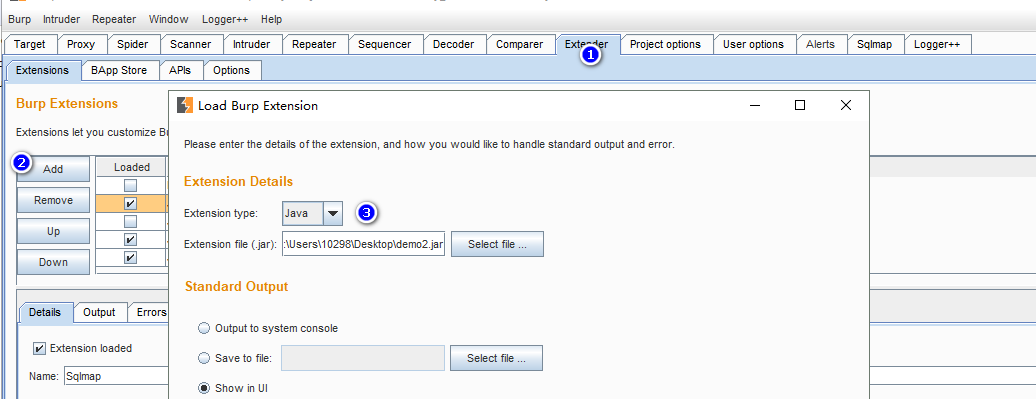 Burp Intruder Repeater Window Logger++ Help
Target Proxy Spider Scanner Intruder Repeater Sequencer Decoder Comparer Extender Project options User options Alerts Sqlmap Logger++
1
Extensions BApp Store APIs Options
Burp Extensions
Load Burp Extension
Extensions let you customize Bu
Please enter the details of the extension, and how you would like to handle standard output and error.
2
Add
Loaded
Extension Details
Remove
Extension type: Java
3
Up
Extension file (.jar): :\Users\10298\Desktop\demo2.jar Select file ...
Down
Standard Output
Details Output Errors
Output to system console
Extension loaded
Save to file: Select file ...
Name: Sqlmap
Show in UI